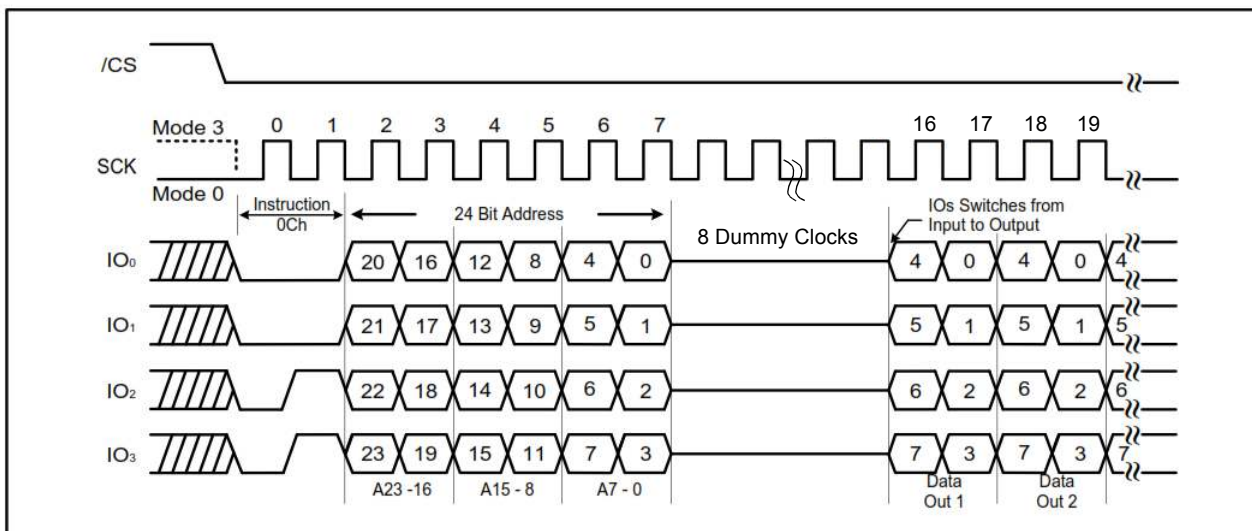 /CS
Mode 3 0 1 2 3 4 5 6 7 16 17 18 19
SCK
Mode 0
Instruction
0Ch
24 Bit Address
8 Dummy Clocks
IOs Switches from
Input to Output
IO₀ 20 16 12 8 4 0 4 0 4 0 4
IO₁ 21 17 13 9 5 1 5 1 5 1 5
IO₂ 22 18 14 10 6 2 6 2 6 2 6
IO₃ 23 19 15 11 7 3 7 3 7 3 7
A23 -16 A15 - 8 A7 - 0
Data
Out 1
Data
Out 2